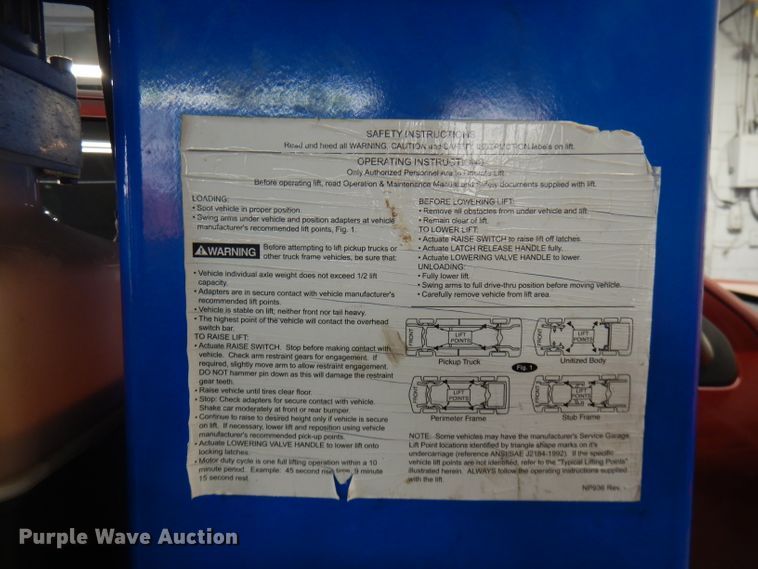 SAFETY INSTRUCTIONS
Read and heed all WARNING, CAUTION and SAFETY INSTRUCTION labels on lift.
OPERATING INSTRUCTIONS
Only Authorized Personnel Are to Operate Lift.
Before operating lift, read Operation & Maintenance Manual and Safety documents supplied with lift.
LOADING:
• Spot vehicle in proper position.
• Swing arms under vehicle and position adapters at vehicle
manufacturer's recommended lift points, Fig. 1.
WARNING Before attempting to lift pickup trucks or
other truck frame vehicles, be sure that:
• Vehicle individual axle weight does not exceed 1/2 lift
capacity.
• Adapters are in secure contact with vehicle manufacturer's
recommended lift points.
• Vehicle is stable on lift; neither front nor tail heavy.
• The highest point of the vehicle will contact the overhead
switch bar.
TO RAISE LIFT:
• Actuate RAISE SWITCH. Stop before making contact with
vehicle. Check arm restraint gears for engagement. If
required, slightly move arm to allow restraint engagement.
DO NOT hammer pin down as this will damage the restraint
gear teeth.
• Raise vehicle until tires clear floor.
• Stop: Check adapters for secure contact with vehicle.
Shake car moderately at front or rear bumper.
• Continue to raise to desired height only if vehicle is secure
on lift. If necessary, lower lift and reposition using vehicle
manufacturer's recommended pick-up points.
• Actuate LOWERING VALVE HANDLE to lower lift onto
locking latches.
• Motor duty cycle is one full lifting operation within a 10
minute period. Example: 45 second rise time, 9 minute
15 second rest.
BEFORE LOWERING LIFT:
• Remove all obstacles from under vehicle and lift.
• Remain clear of lift.
TO LOWER LIFT:
• Actuate RAISE SWITCH to raise lift off latches.
• Actuate LATCH RELEASE HANDLE fully.
• Actuate LOWERING VALVE HANDLE to lower.
UNLOADING:
• Fully lower lift.
• Swing arms to full drive-thru position before moving vehicle.
• Carefully remove vehicle from lift area.
FRONT
LIFT
POINTS
Pickup Truck
FRONT
LIFT
POINTS
Unitized Body
Fig. 1
FRONT
LIFT
POINTS
Perimeter Frame
FRONT
LIFT
POINTS
Stub Frame
NOTE: Some vehicles may have the manufacturer's Service Garage
Lift Point locations identified by triangle shape marks on it's
undercarriage (reference ANSI/SAE J2184-1992). If the specific
vehicle lift points are not identified, refer to the "Typical Lifting Points"
illustrated herein. ALWAYS follow the operating instructions supplied
with the lift.
NP936 Rev.
Purple Wave Auction